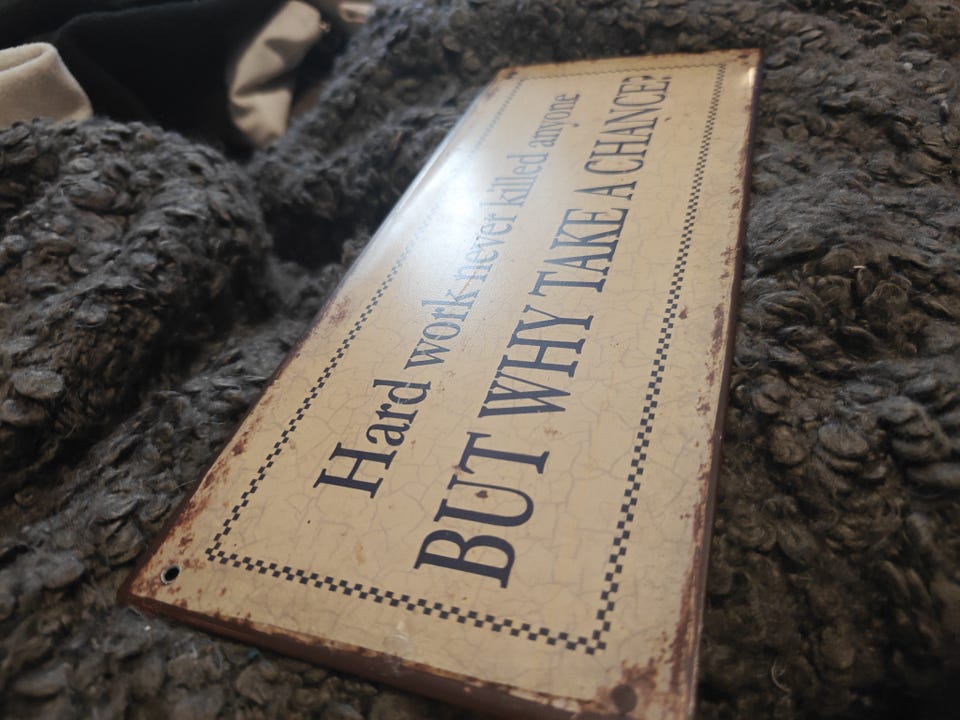 Hard work never killed anyone
BUT WHY TAKE A CHANCE?